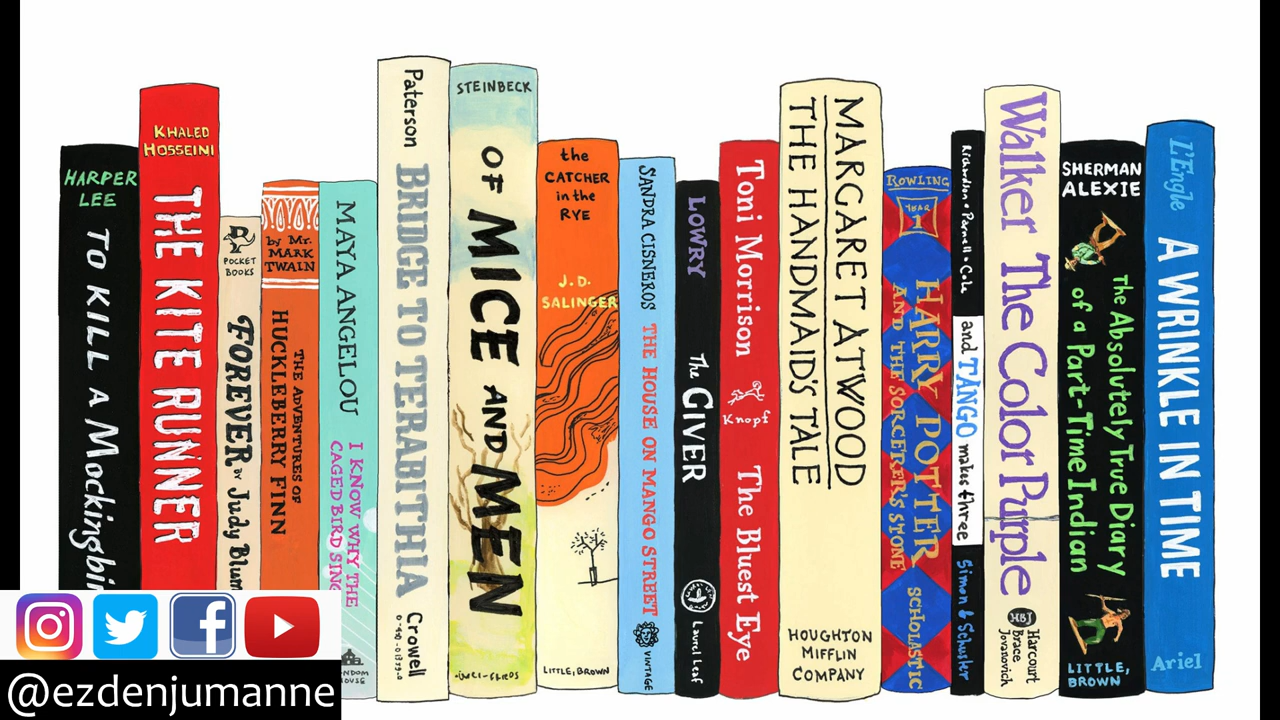 HARPER
LEE
TO KILL A Mockingbi
KHALED
HOSSEINI
THE KITE RUNNER
POCKET
BOOKS
FOREVER BY Judy Blum
by Mr.
MARK
TWAIN
THE ADVENTURES OF
HUCKLEBERRY FINN
MAYA ANGELOU
I KNOW WHY THE
CAGED BIRD SING
NDOM
OUSE
Paterson
BRIDGE TO TERABITHIA
Crowell
STEINBECK
OF MICE AND MEN
the
CATCHER
in the
RYE
J.D.
SALINGER
LITTLE, BROWN
SANDRA CISNEROS
THE HOUSE ON MANGO STREET
VINTAGE
LOWRY
The GIVER
Laurel Leaf
Toni Morrison
Knopf
The Bluest Eye
MARGARET ATWOOD
THE HANDMAID'S TALE
HOUGHTON
MIFFLIN
COMPANY
ROWLING
YEAR
1
HARRY POTTER
AND THE SORCERER'S STONE
SCHOLASTIC
Richardson • Parnell • Cole
and TANGO makes three
Simon & Schuster
Walker
The Color Purple
HBJ
Harcourt
Brace
Jovanovich
SHERMAN
ALEXIE
The Absolutely True Diary
of a Part-Time Indian
LITTLE,
BROWN
L'Engle
A WRINKLE IN TIME
Ariel
@ezdenjumanne